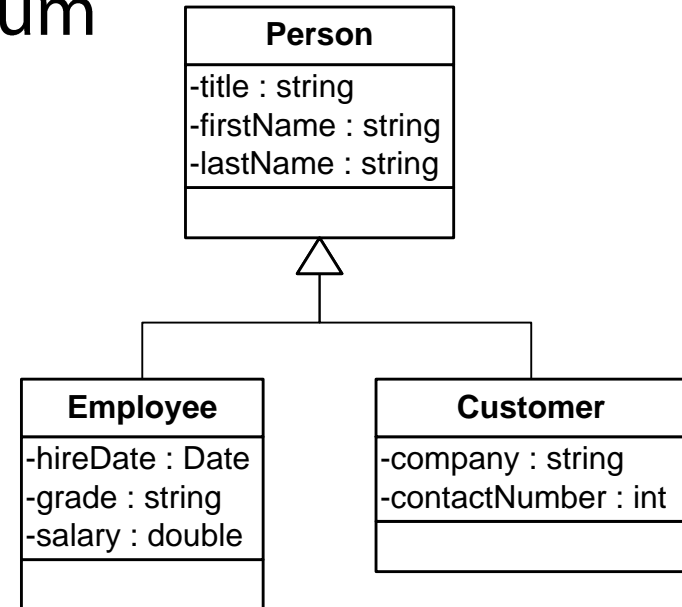 um
Person
-title : string
-firstName : string
-lastName : string
Employee
-hireDate : Date
-grade : string
-salary : double
Customer
-company : string
-contactNumber : int